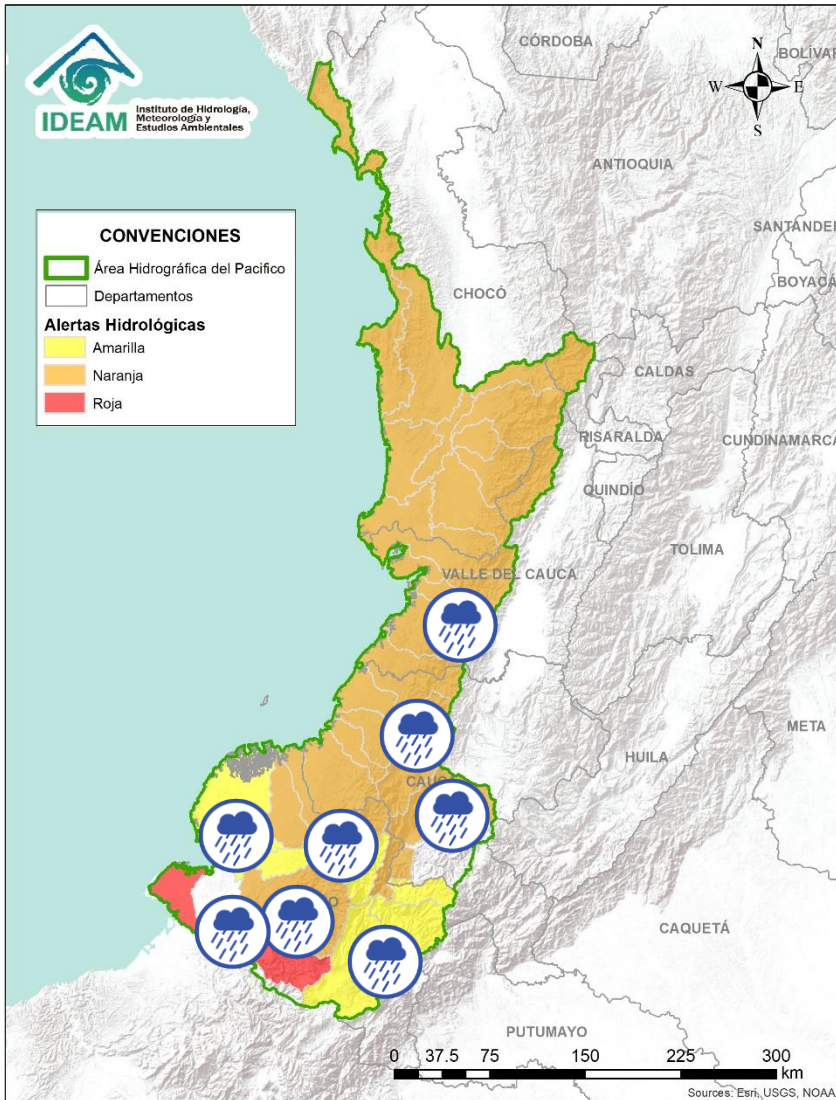 IDEAM
Instituto de Hidrología,
Meteorología y
Estudios Ambientales
CÓRDOBA
BOLÍVAR
N
W
E
S
ANTIOQUIA
SANTANDER
CONVENCIONES
Área Hidrográfica del Pacifico
Departamentos
Alertas Hidrológicas
Amarilla
Naranja
Roja
BOYACÁ
CHOCÓ
CALDAS
RISARALDA
CUNDINAMARCA
QUINDÍO
TOLIMA
VALLE DEL CAUCA
META
HUILA
CAUC
CAQUETÁ
PUTUMAYO
0 37.5 75 150 225 300
km
Sources: Esri, USGS, NOAA